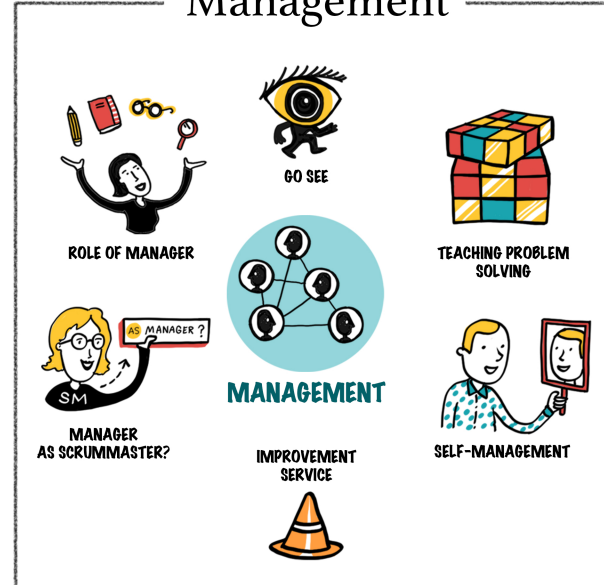 Management
GO SEE
ROLE OF MANAGER
TEACHING PROBLEM
SOLVING
AS MANAGER ?
SM
MANAGEMENT
MANAGER
AS SCRUMMASTER?
SELF-MANAGEMENT
IMPROVEMENT
SERVICE